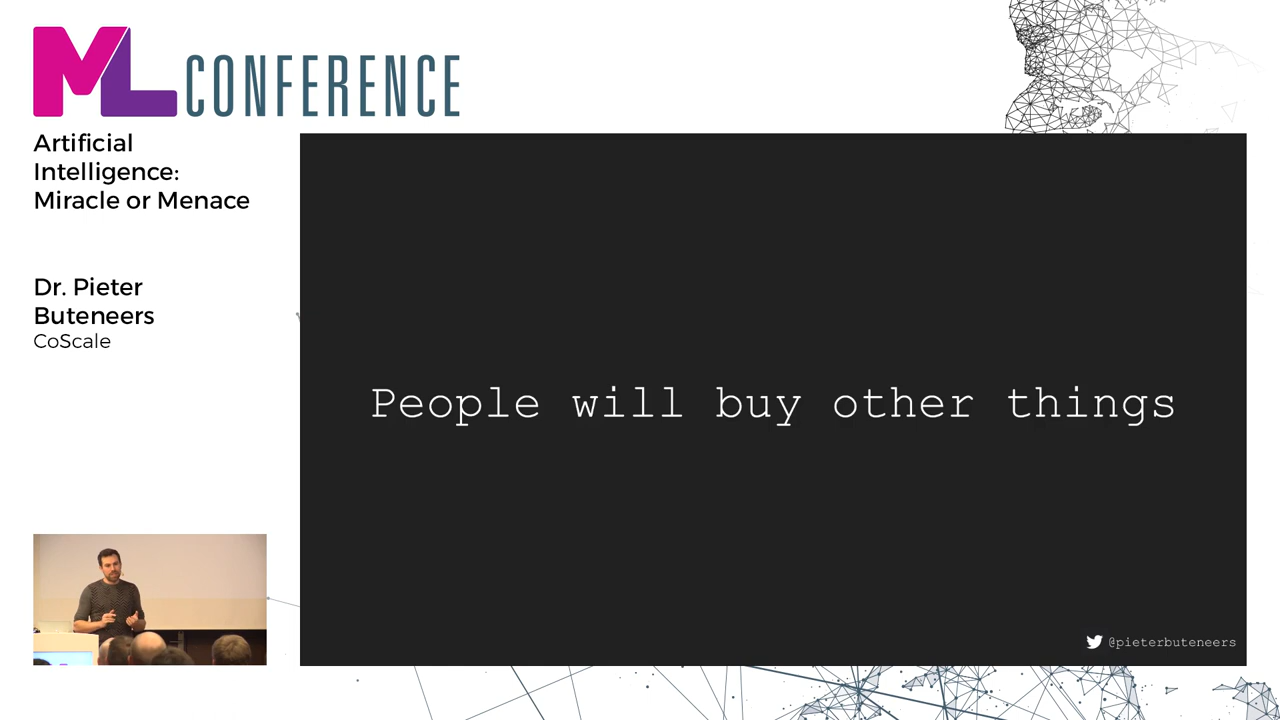 ML CONFERENCE
Artificial
Intelligence:
Miracle or Menace
Dr. Pieter
Buteneers
CoScale
People will buy other things
@pieterbuteneers